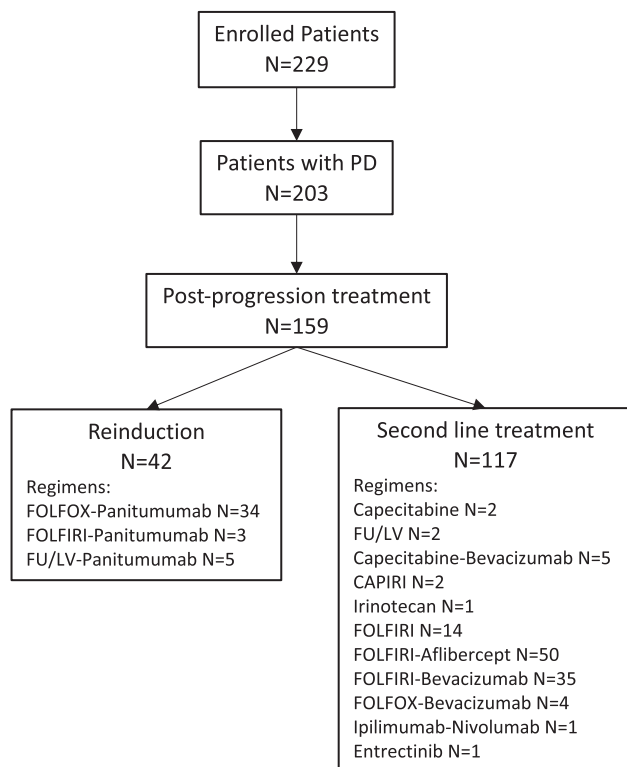 Enrolled Patients
N=229
Patients with PD
N=203
Post-progression treatment
N=159
Reinduction
N=42
Regimens:
FOLFOX-Panitumumab N=34
FOLFIRI-Panitumumab N=3
FU/LV-Panitumumab N=5
Second line treatment
N=117
Regimens:
Capecitabine N=2
FU/LV N=2
Capecitabine-Bevacizumab N=5
CAPIRI N=2
Irinotecan N=1
FOLFIRI N=14
FOLFIRI-Aflibercept N=50
FOLFIRI-Bevacizumab N=35
FOLFOX-Bevacizumab N=4
Ipilimumab-Nivolumab N=1
Entrectinib N=1